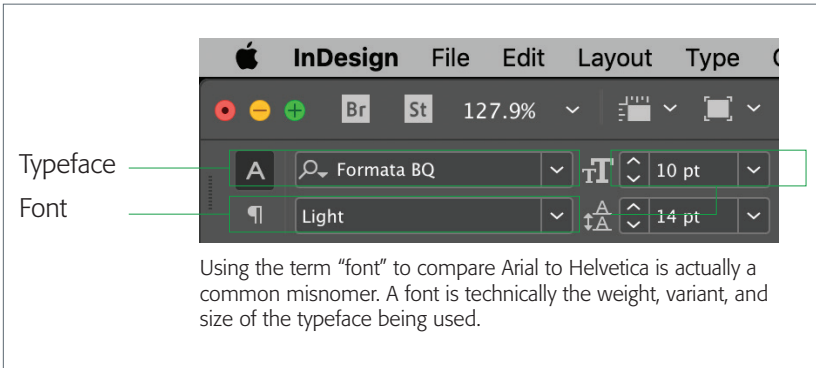 InDesign File Edit Layout Type
Br St 127.9%
Typeface A Formata BQ TT 10 pt
Font ¶ Light A A 14 pt
Using the term “font” to compare Arial to Helvetica is actually a
common misnomer. A font is technically the weight, variant, and
size of the typeface being used.